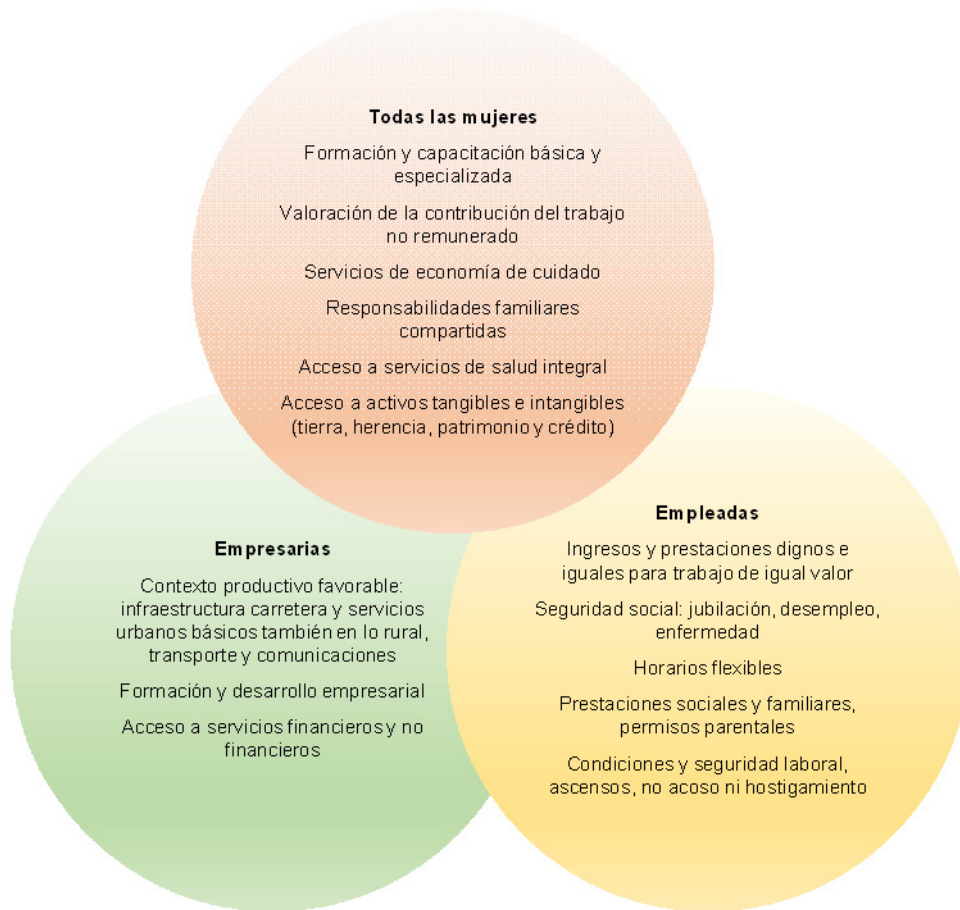 Todas las mujeres
Formación y capacitación básica y
especializada
Valoración de la contribución del trabajo
no remunerado
Servicios de economía de cuidado
Responsabilidades familiares
compartidas
Acceso a servicios de salud integral
Acceso a activos tangibles e intangibles
(tierra, herencia, patrimonio y crédito)
Empresarias
Contexto productivo favorable:
infraestructura carretera y servicios
urbanos básicos también en lo rural,
transporte y comunicaciones
Formación y desarrollo empresarial
Acceso a servicios financieros y no
financieros
Empleadas
Ingresos y prestaciones dignos e
iguales para trabajo de igual valor
Seguridad social: jubilación, desempleo,
enfermedad
Horarios flexibles
Prestaciones sociales y familiares,
permisos parentales
Condiciones y seguridad laboral,
ascensos, no acoso ni hostigamiento